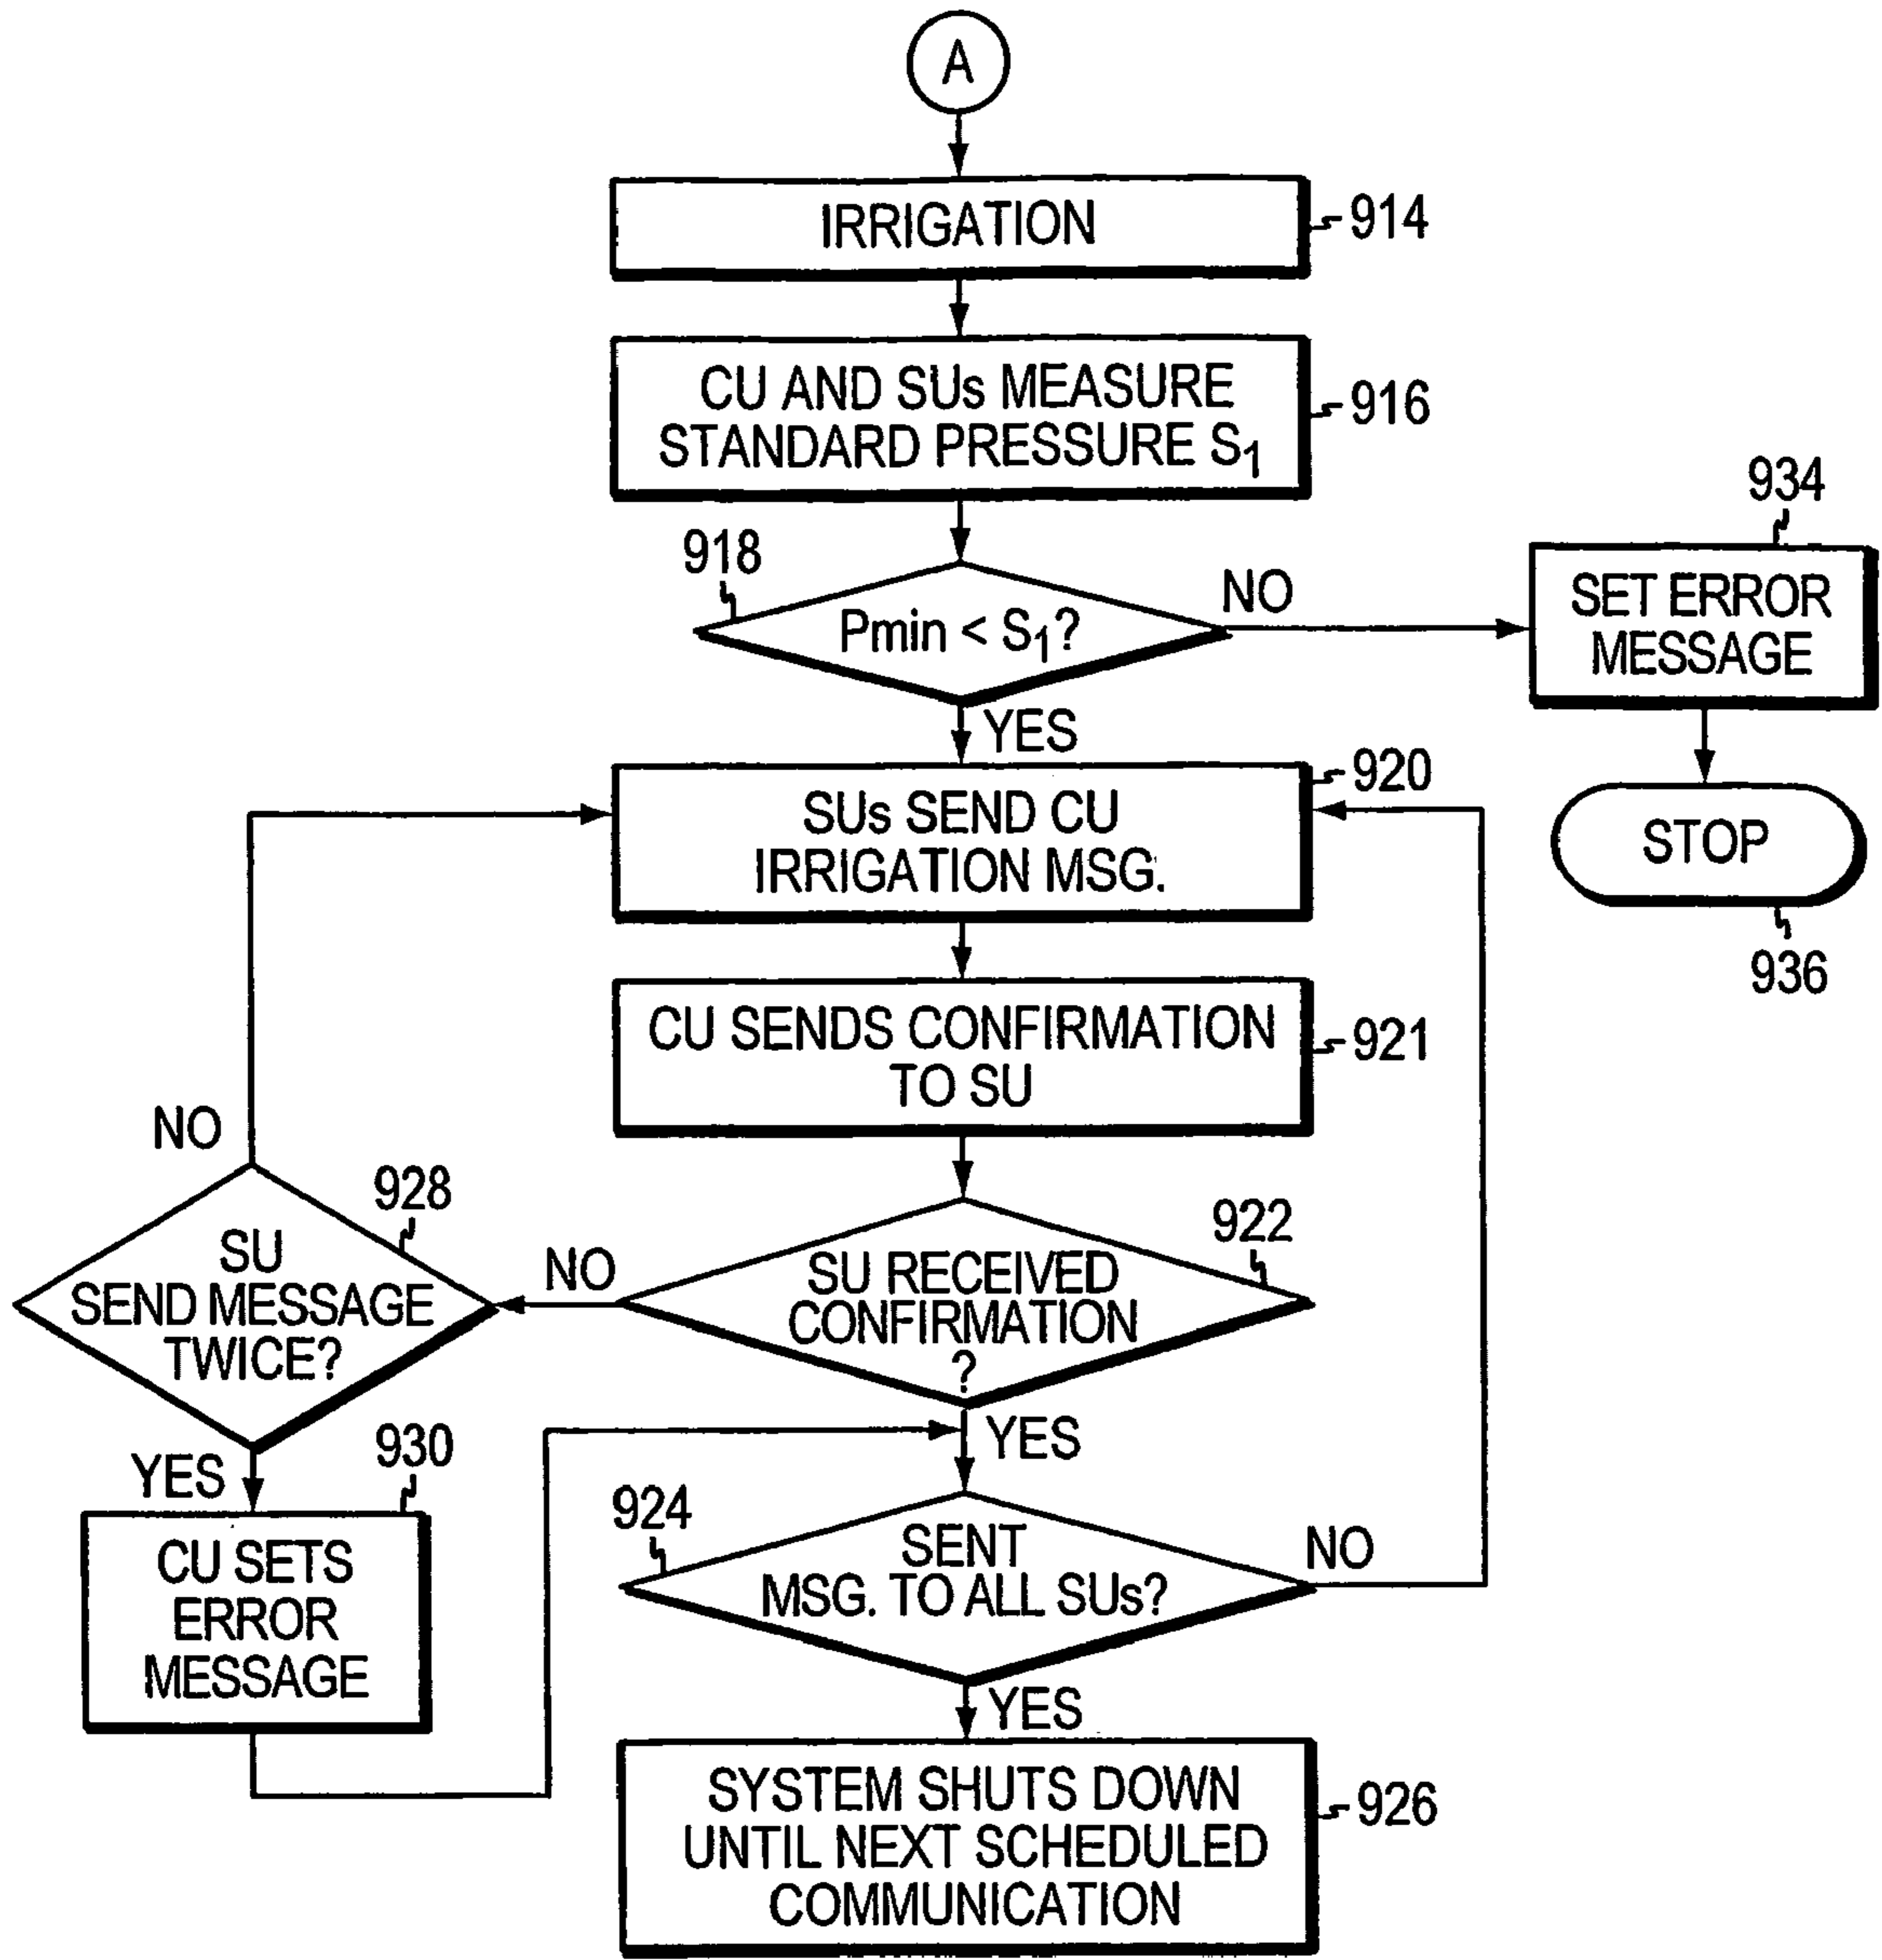 A
IRRIGATION
914
CU AND SUs MEASURE
STANDARD PRESSURE S1
916
918
Pmin < S1?
NO
934
SET ERROR
MESSAGE
YES
920
SUs SEND CU
IRRIGATION MSG.
STOP
936
CU SENDS CONFIRMATION
TO SU
921
NO
928
SU
SEND MESSAGE
TWICE?
NO
922
SU RECEIVED
CONFIRMATION
?
YES
930
YES
CU SETS
ERROR
MESSAGE
924
SENT
MSG. TO ALL SUs?
NO
YES
SYSTEM SHUTS DOWN
UNTIL NEXT SCHEDULED
COMMUNICATION
926